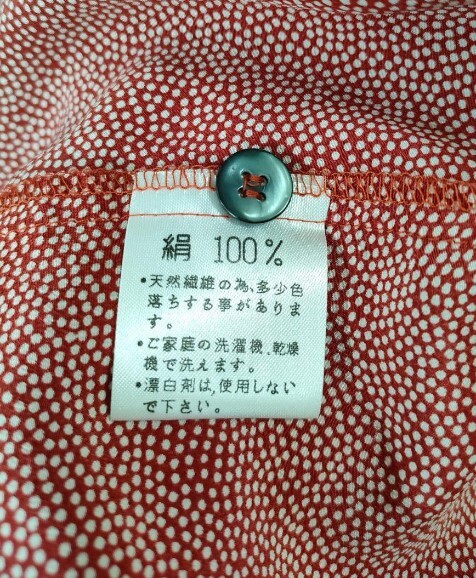 絹 100%
•天然繊維の為、多少色
落ちする事がありま
す。
•ご家庭の洗濯機、乾燥
機で洗えます。
•漂白剤は、使用しない
で下さい。